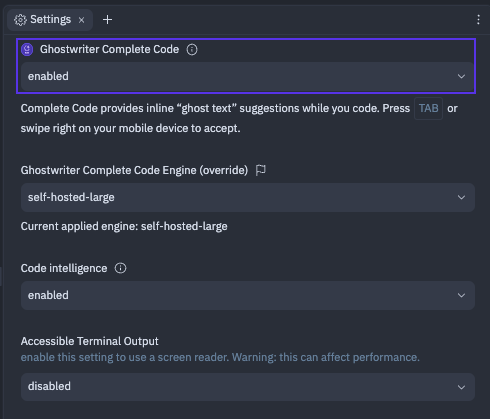 Settings
Ghostwriter Complete Code
enabled
Complete Code provides inline “ghost text” suggestions while you code. Press TAB or
swipe right on your mobile device to accept.
Ghostwriter Complete Code Engine (override)
self-hosted-large
Current applied engine: self-hosted-large
Code intelligence
enabled
Accessible Terminal Output
enable this setting to use a screen reader. Warning: this can affect performance.
disabled